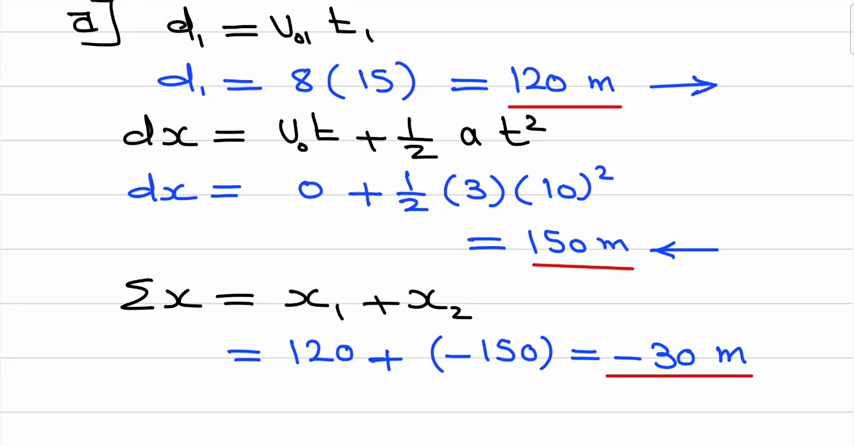 a] d₁ = v₀₁ t₁
d₁ = 8 (15) = 120 m →
dx = v₀t + 1/2 a t²
dx = 0 + 1/2 (3) (10)²
= 150 m ←
Σx = x₁ + x₂
= 120 + (-150) = -30 m